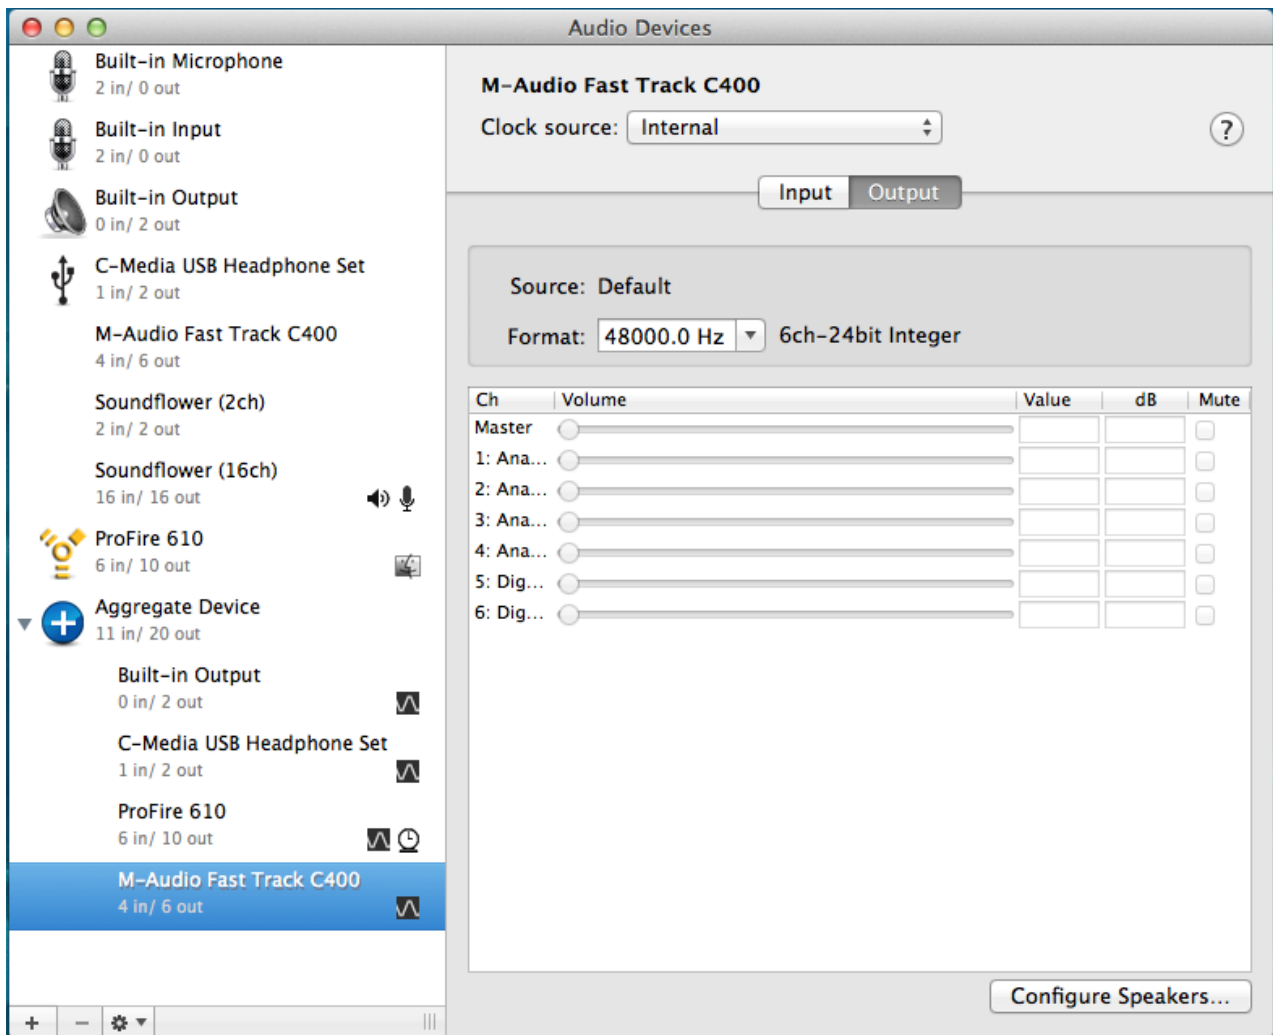 Audio Devices
Built-in Microphone
2 in/ 0 out
Built-in Input
2 in/ 0 out
Built-in Output
0 in/ 2 out
C-Media USB Headphone Set
1 in/ 2 out
M-Audio Fast Track C400
4 in/ 6 out
Soundflower (2ch)
2 in/ 2 out
Soundflower (16ch)
16 in/ 16 out
ProFire 610
6 in/ 10 out
Aggregate Device
11 in/ 20 out
Built-in Output
0 in/ 2 out
C-Media USB Headphone Set
1 in/ 2 out
ProFire 610
6 in/ 10 out
M-Audio Fast Track C400
4 in/ 6 out
M-Audio Fast Track C400
Clock source: Internal ?
Input Output
Source: Default
Format: 48000.0 Hz 6ch-24bit Integer
Ch Volume Value dB Mute
Master
1: Ana...
2: Ana...
3: Ana...
4: Ana...
5: Dig...
6: Dig...
Configure Speakers...